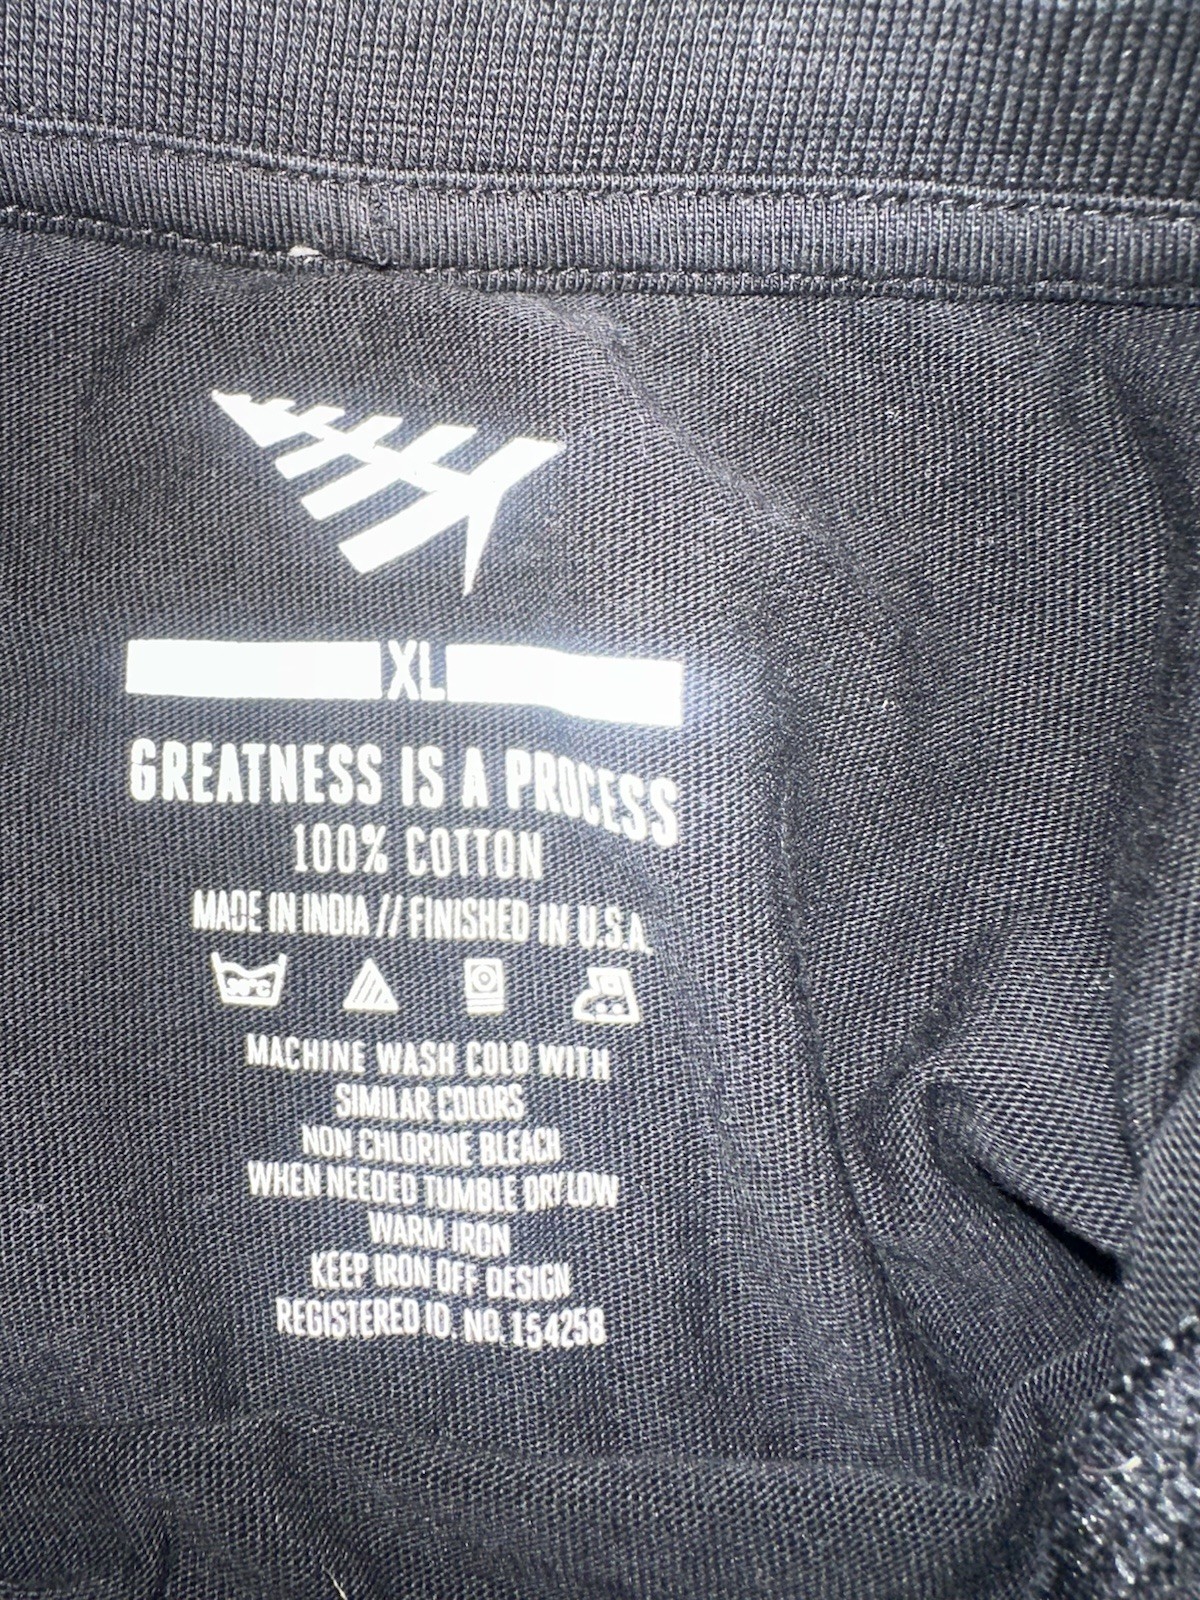 XL
GREATNESS IS A PROCESS
100% COTTON
MADE IN INDIA // FINISHED IN U.S.A.
MACHINE WASH COLD WITH
SIMILAR COLORS
NON CHLORINE BLEACH
WHEN NEEDED TUMBLE DRY LOW
WARM IRON
KEEP IRON OFF DESIGN
REGISTERED ID. NO. 154258